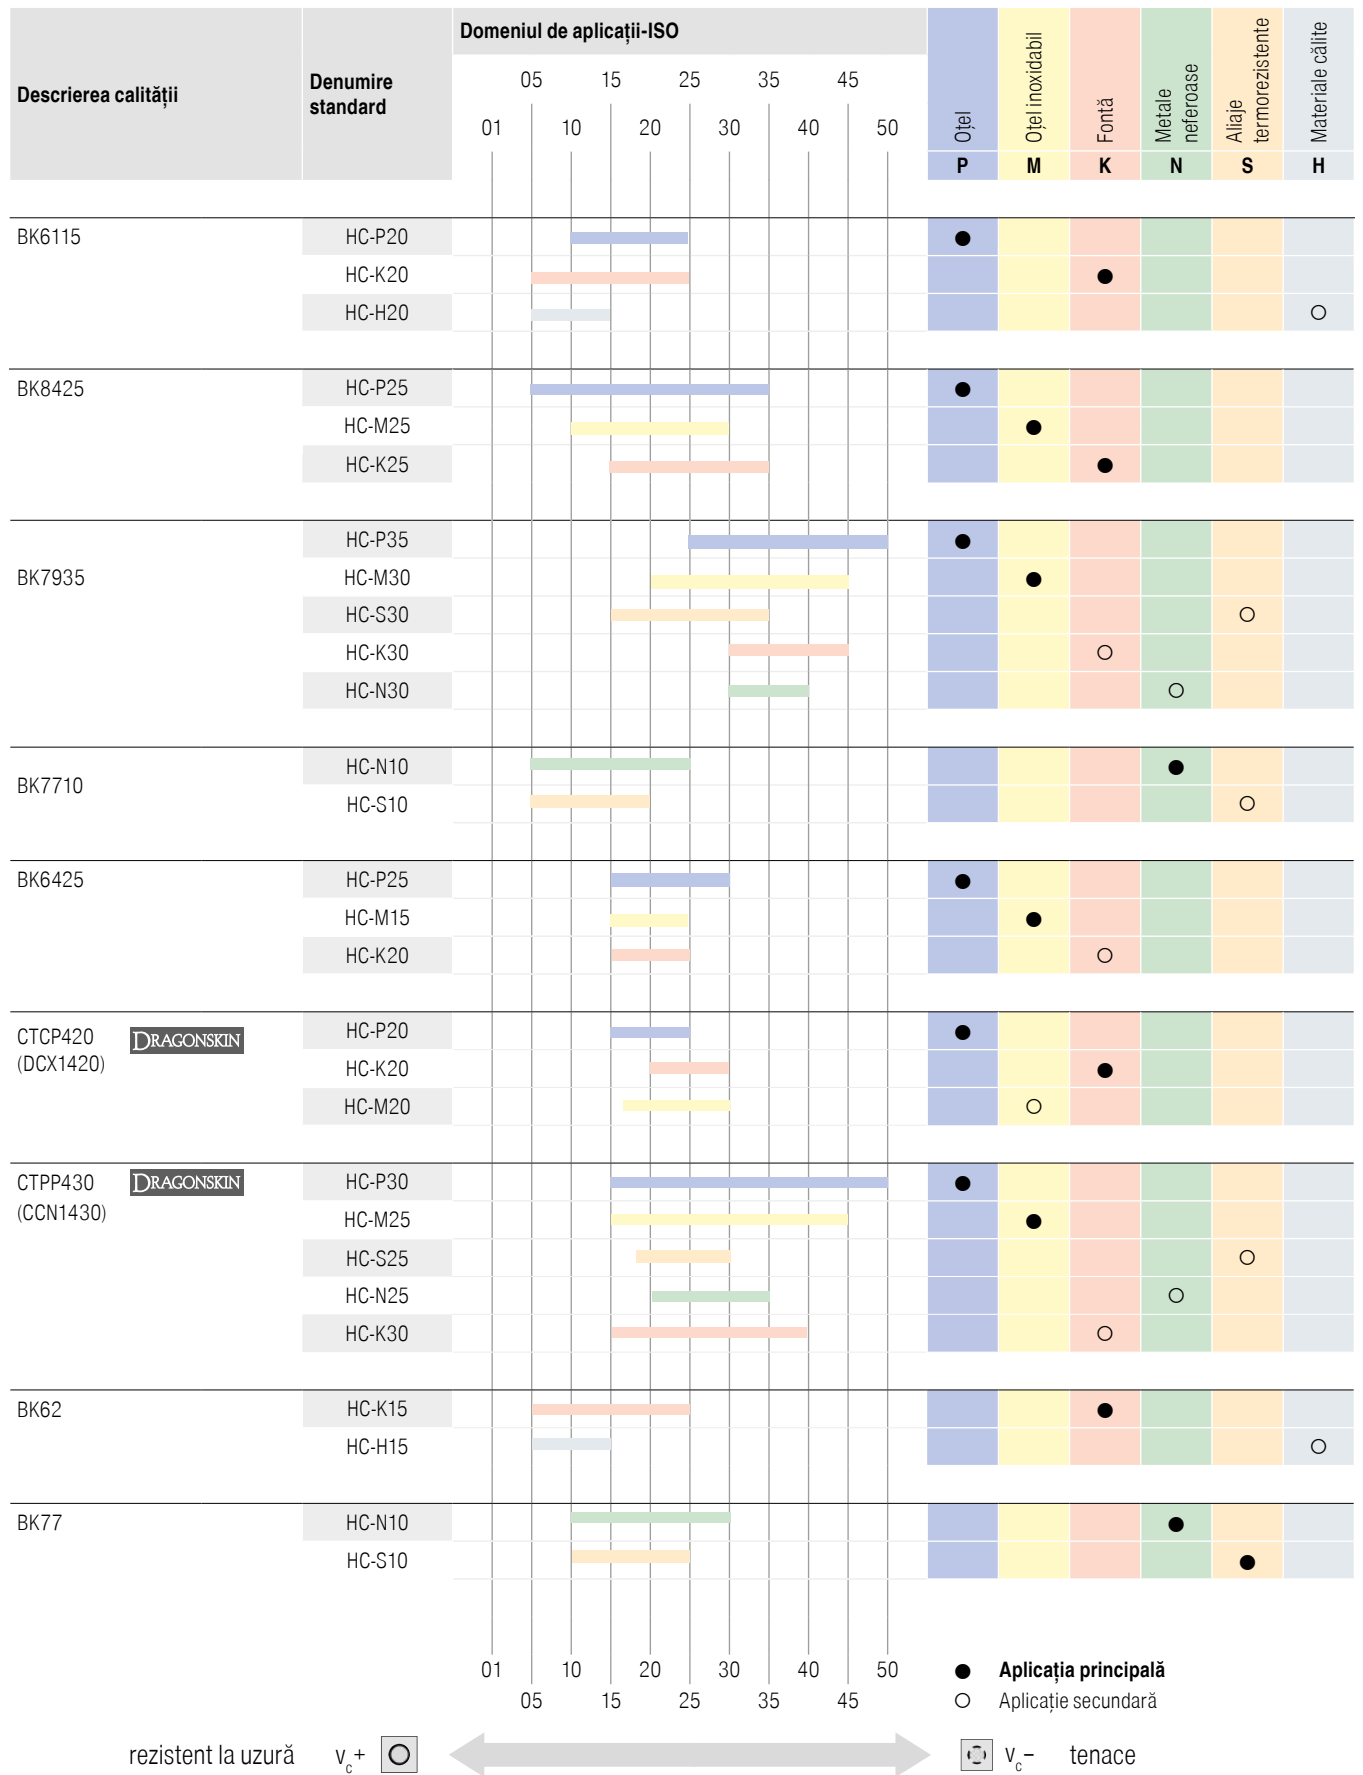 Domeniul de aplicații-ISO
Descrierea calității
Denumire
standard
05 15 25 35 45
01 10 20 30 40 50
Oțel
Oțel inoxidabil
Fontă
Metale
neferoase
Aliaje
termorezistente
Materiale călite
P M K N S H
BK6115 HC-P20
HC-K20
HC-H20
BK8425 HC-P25
HC-M25
HC-K25
HC-P35
BK7935 HC-M30
HC-S30
HC-K30
HC-N30
BK7710
HC-N10
HC-S10
BK6425 HC-P25
HC-M15
HC-K20
CTCP420 DRAGONSKIN HC-P20
(DCX1420) HC-K20
HC-M20
CTPP430 DRAGONSKIN HC-P30
(CCN1430) HC-M25
HC-S25
HC-N25
HC-K30
BK62 HC-K15
HC-H15
BK77 HC-N10
HC-S10
01 10 20 30 40 50
05 15 25 35 45
Aplicația principală
Aplicație secundară
rezistent la uzură vc+
vc– tenace